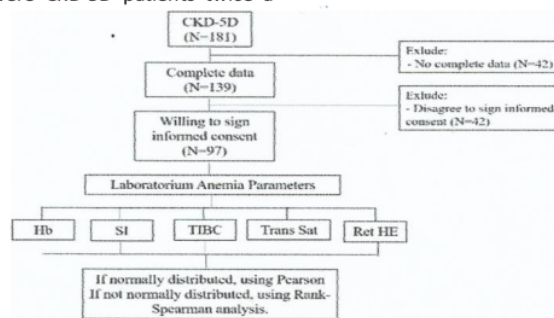 CKD-5D
(N=181)
Exlude:
- No complete data (N=42)
Complete data
(N=139)
Exlude:
- Disagree to sign informed
consent (N=42)
Willing to sign
informed consent
(N=97)
Laboratorium Anemia Parameters
Hb
SI
TIBC
Trans Sat
Ret HE
If normally distributed, using Pearson
If not normally distributed, using Rank-
Spearman analysis.